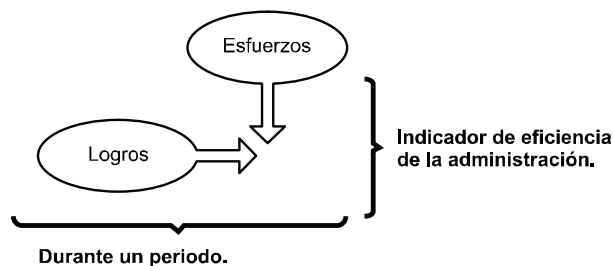 Esfuerzos
Logros
Indicador de eficiencia
de la administración.
Durante un periodo.